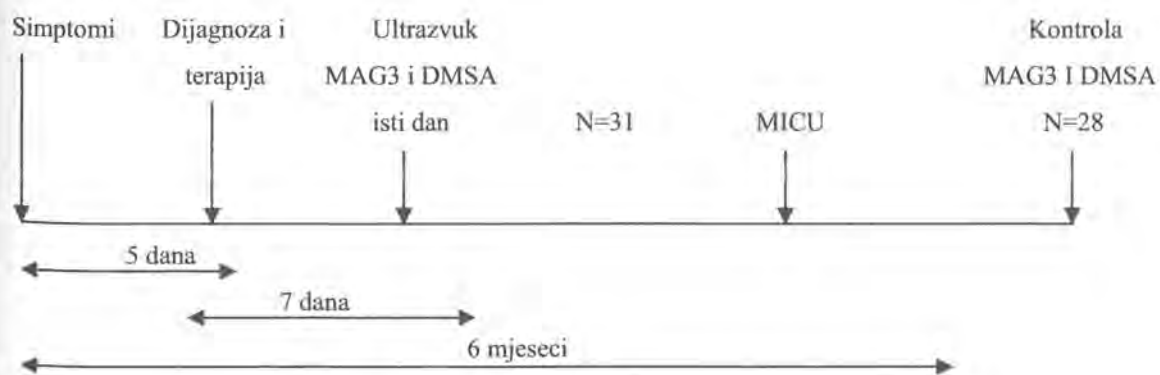 Simptomi
Dijagnoza i
terapija
Ultrazvuk
MAG3 i DMSA
isti dan
N=31
MICU
Kontrola
MAG3 I DMSA
N=28
5 dana
7 dana
6 mjeseci